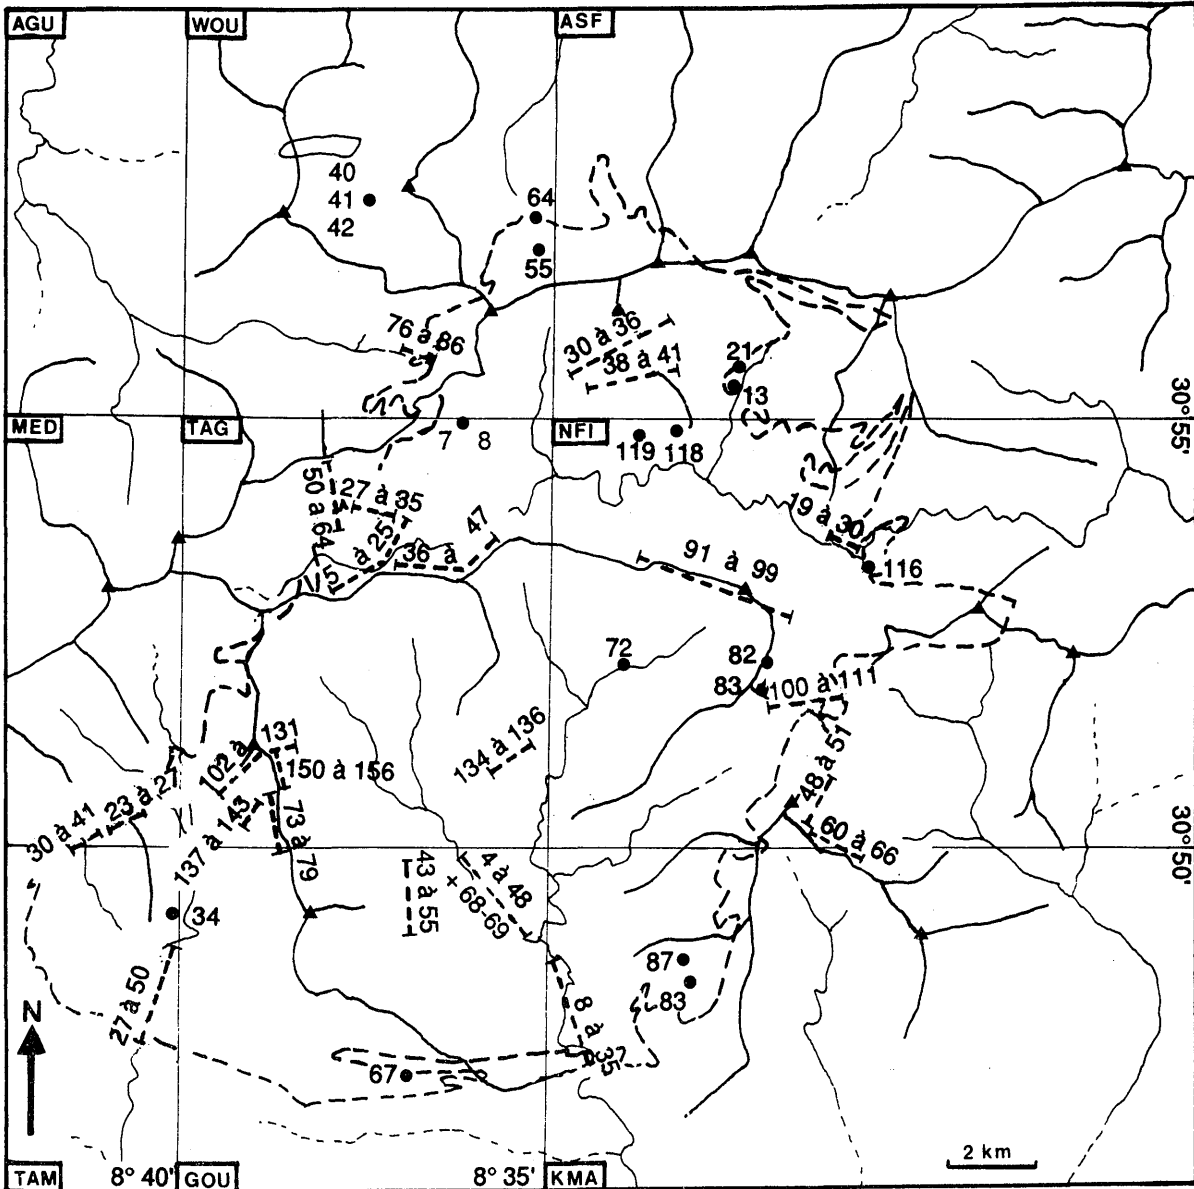 AGU
WOU
ASF
40
41
42
64
55
76 à 86
30 à 36
38 à 41
21
13
30°55'
MED
TAG
NFI
7
8
119
118
50 a 64
27 à 35
5 à 25
36 à 47
19 à 30
91 à 99
116
72
82
83
100 à 111
134 à 136
102 à 131
150 à 156
48 à 51
30 à 41
23 à 27
137 à 143
73 à 79
60 à 66
30°50'
43 à 55
4 à 48
+ 68-69
34
87
83
27 à 50
8 à 35
N
67
2 km
TAM
8° 40'
GOU
8° 35'
KMA